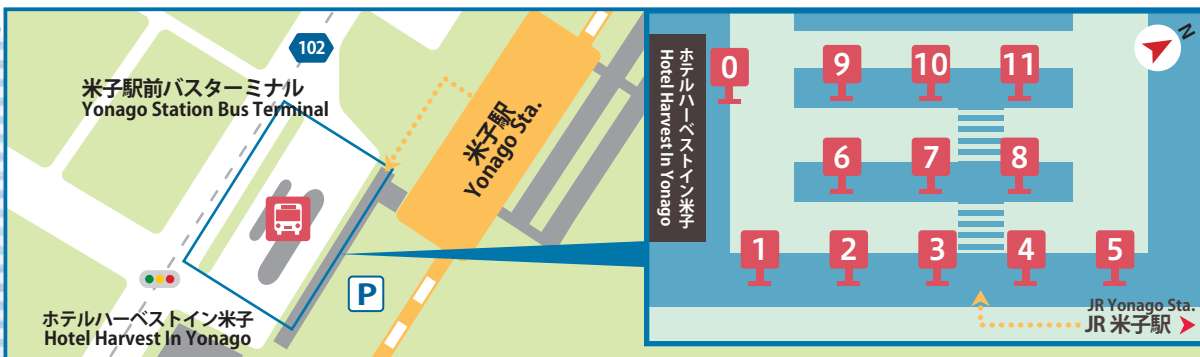 102
米子駅前バスターミナル
Yonago Station Bus Terminal
米子駅
Yonago Sta.
P
ホテルハーベストイン米子
Hotel Harvest In Yonago
ホテルハーベストイン米子
Hotel Harvest In Yonago
N
0
9
10
11
6
7
8
1
2
3
4
5
JR Yonago Sta.
JR 米子駅